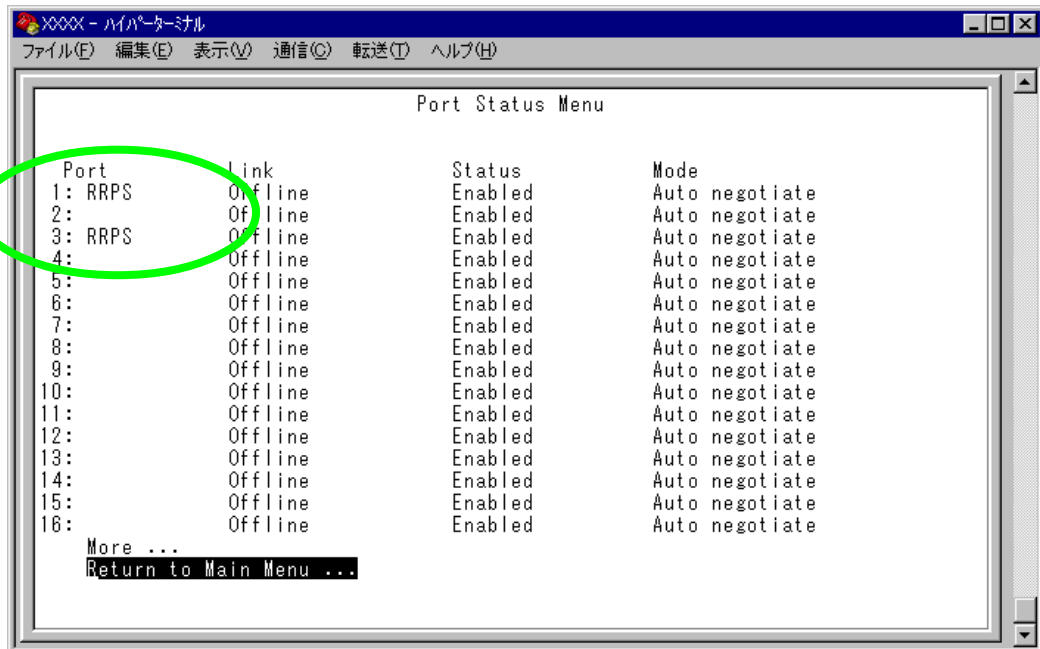 XXXX - ハイパーターミナル
ファイル(F) 編集(E) 表示(V) 通信(C) 転送(T) ヘルプ(H)
Port Status Menu
Port Link Status Mode
1: RRPS Offline Enabled Auto negotiate
2: Offline Enabled Auto negotiate
3: RRPS Offline Enabled Auto negotiate
4: Offline Enabled Auto negotiate
5: Offline Enabled Auto negotiate
6: Offline Enabled Auto negotiate
7: Offline Enabled Auto negotiate
8: Offline Enabled Auto negotiate
9: Offline Enabled Auto negotiate
10: Offline Enabled Auto negotiate
11: Offline Enabled Auto negotiate
12: Offline Enabled Auto negotiate
13: Offline Enabled Auto negotiate
14: Offline Enabled Auto negotiate
15: Offline Enabled Auto negotiate
16: Offline Enabled Auto negotiate
More ...
Return to Main Menu ...